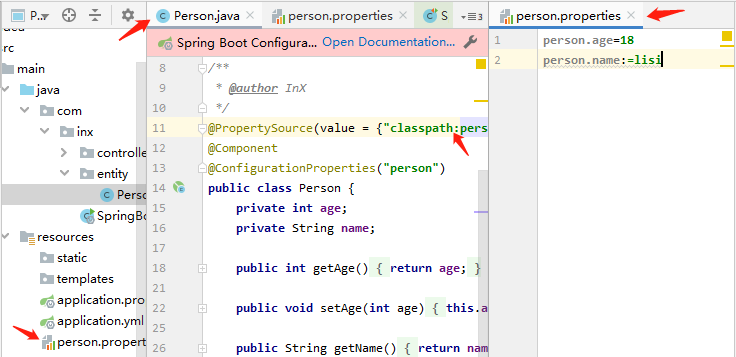 P..
Person.java
person.properties
S
3
person.properties
ded
src
main
java
com
inx
controlle
entity
Perso
SpringBo
resources
static
templates
application.pro
application.yml
person.propert
Spring Boot Configura... Open Documentation...
8 /**
* @author InX
10 */
11 @PropertySource(value = {"classpath:pers
12 @Component
13 @ConfigurationProperties("person")
14 public class Person {
15 private int age;
16 private String name;
17
18 public int getAge() { return age; }
21
22 public void setAge(int age) { this.a
25
26 public String getName() { return nam
1 person.age=18
2 person.name:=lisi